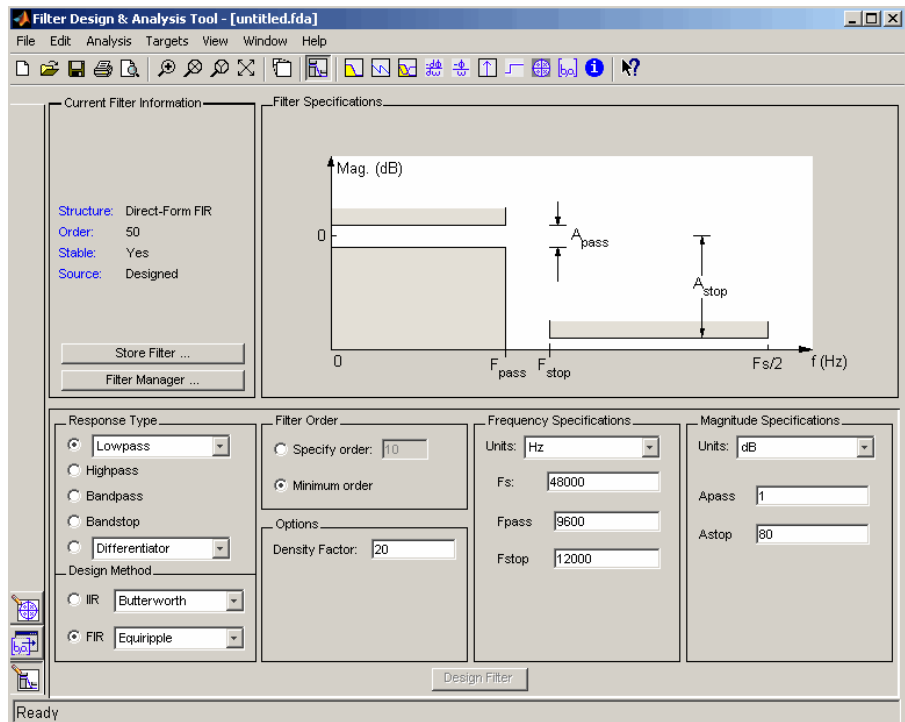 Filter Design & Analysis Tool - [untitled.fda]
File Edit Analysis Targets View Window Help
Current Filter Information
Structure: Direct-Form FIR
Order: 50
Stable: Yes
Source: Designed
Store Filter ...
Filter Manager ...
Filter Specifications
Mag. (dB)
0
Apass
Astop
0
Fpass
Fstop
Fs/2
f (Hz)
Response Type
Lowpass
Highpass
Bandpass
Bandstop
Differentiator
Design Method
IIR Butterworth
FIR Equiripple
Filter Order
Specify order: 10
Minimum order
Options
Density Factor: 20
Frequency Specifications
Units: Hz
Fs: 48000
Fpass 9600
Fstop 12000
Magnitude Specifications
Units: dB
Apass 1
Astop 80
Design Filter
Ready